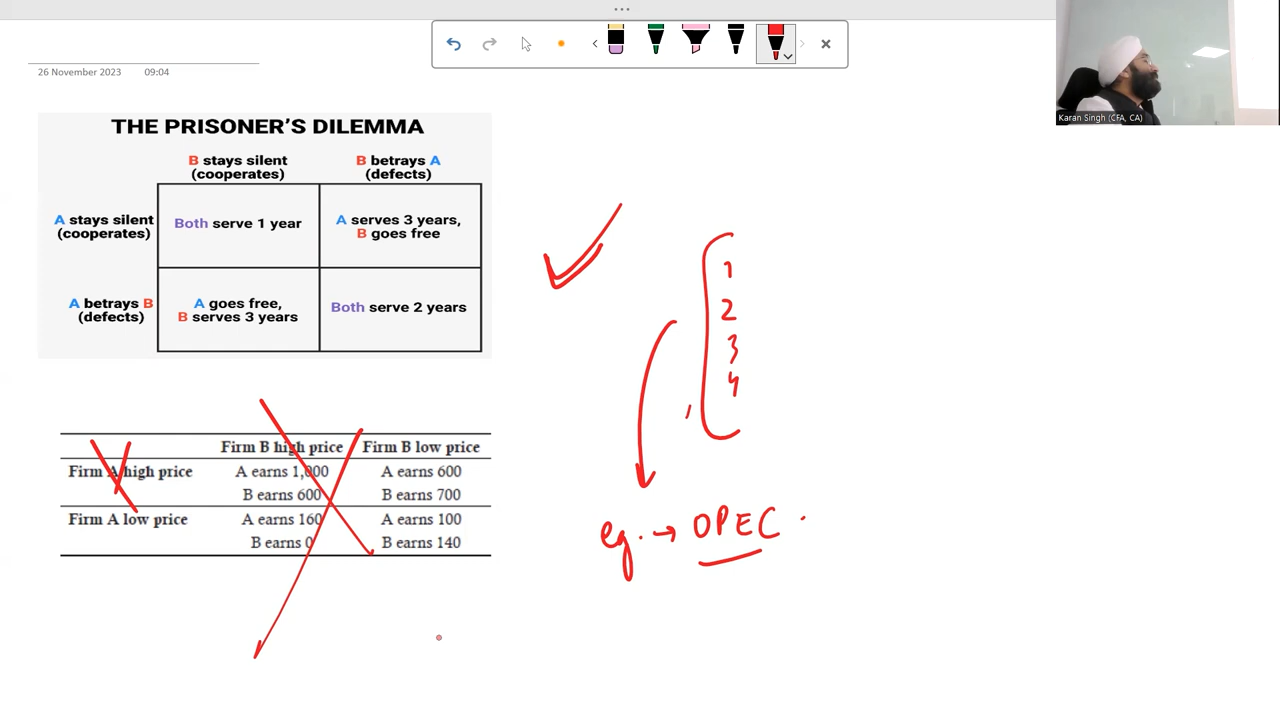 26 November 2023 09:04
Karan Singh (CFA, CA)
THE PRISONER'S DILEMMA
B stays silent (cooperates)
B betrays A (defects)
A stays silent (cooperates)
Both serve 1 year
A serves 3 years, B goes free
A betrays B (defects)
A goes free, B serves 3 years
Both serve 2 years
Firm B high price Firm B low price
Firm A high price A earns 1,000 A earns 600
B earns 600 B earns 700
Firm A low price A earns 160 A earns 100
B earns 0 B earns 140
1
2
3
4
eg. → OPEC .